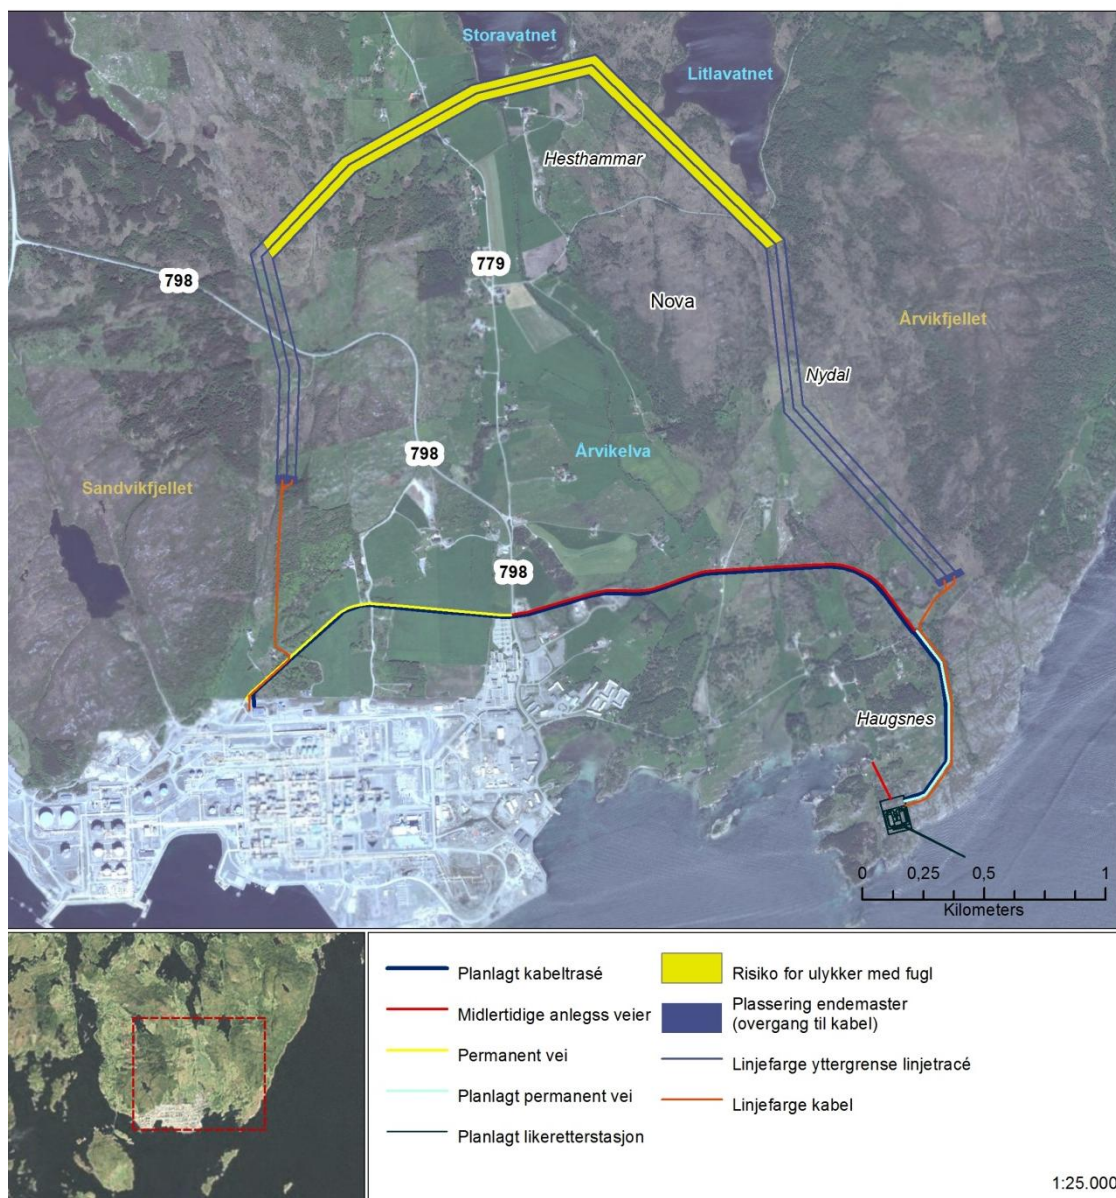 Storavatnet
Litlavatnet
Hesthammar
798
779
Nova
Årvikfjellet
Nydal
798
Årvikelva
Sandvikfjellet
798
Haugsnes
0 0,25 0,5 1
Kilometers
Planlagt kabeltrasé
Midlertidige anlegss veier
Permanent vei
Planlagt permanent vei
Planlagt likeretterstasjon
Risiko for ulykker med fugl
Plassering endemaster
(overgang til kabel)
Linjefarge yttergrense linjetracé
Linjefarge kabel
1:25.000